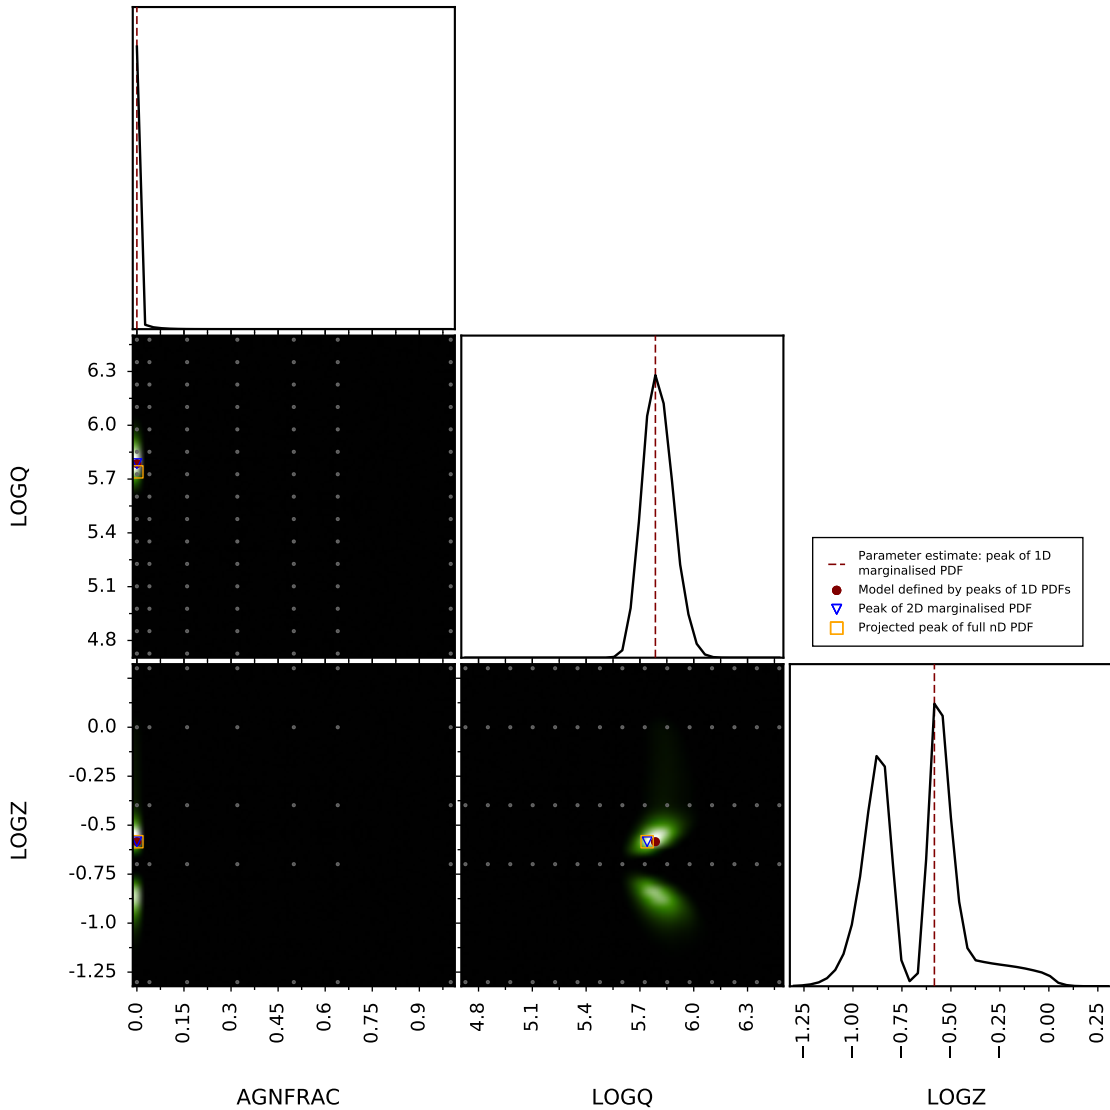 LOGQ
6.3
6.0
5.7
5.4
5.1
4.8
Parameter estimate: peak of 1D
marginalised PDF
Model defined by peaks of 1D PDFs
Peak of 2D marginalised PDF
Projected peak of full nD PDF
LOGZ
0.0
-0.25
-0.5
-0.75
-1.0
-1.25
0.0 0.15 0.3 0.45 0.6 0.75 0.9
4.8 5.1 5.4 5.7 6.0 6.3
−1.25 −1.00 −0.75 −0.50 −0.25 0.00 0.25
AGNFRAC LOGQ LOGZ